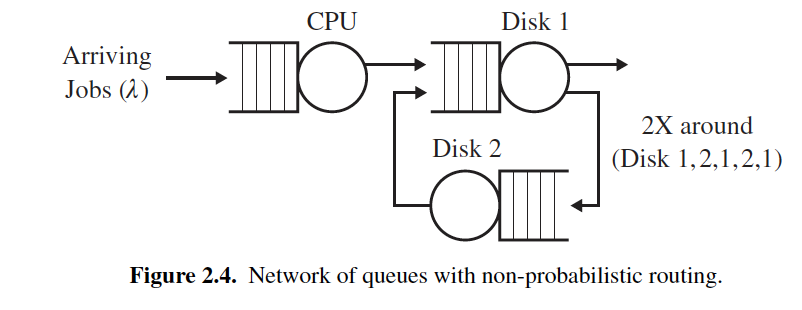 CPU
Disk 1
Arriving
Jobs (λ)
2X around
(Disk 1,2,1,2,1)
Disk 2
Figure 2.4. Network of queues with non-probabilistic routing.